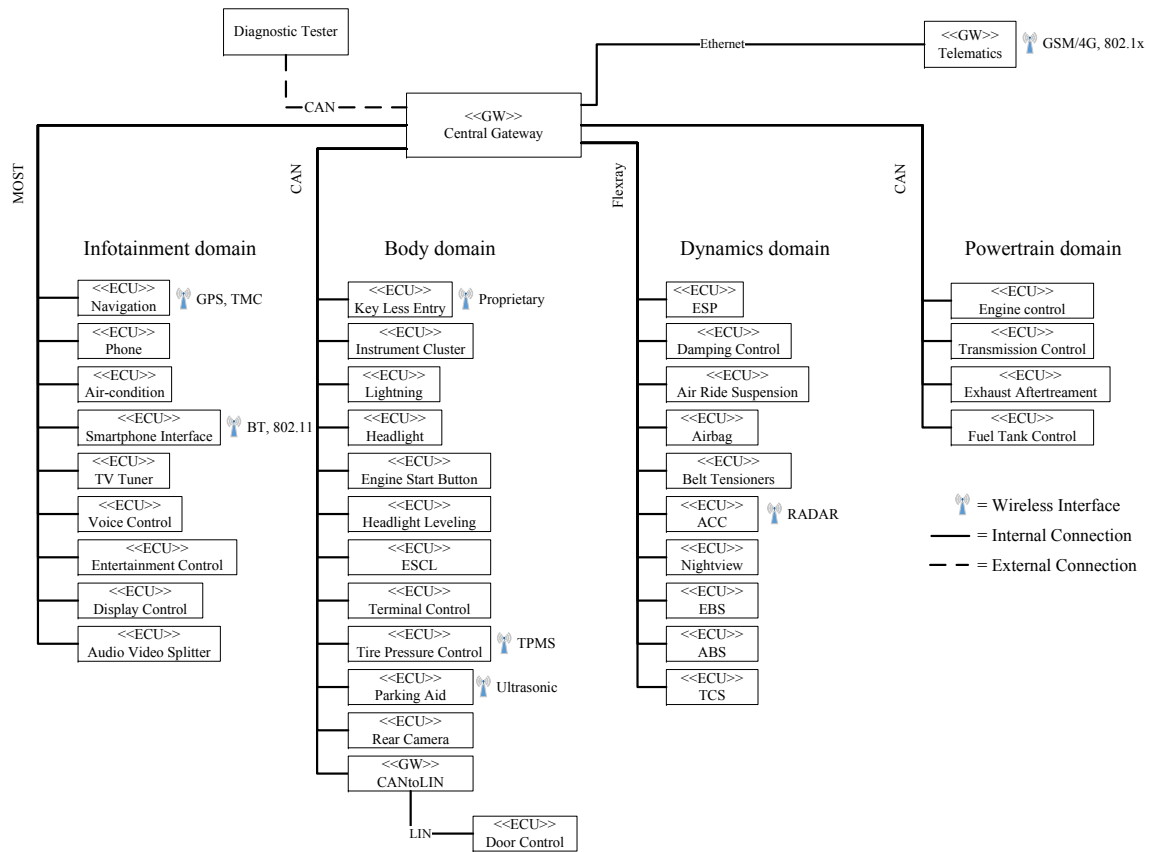 Diagnostic Tester
CAN
<<GW>>
Central Gateway
Ethernet
<<GW>>
Telematics
GSM/4G, 802.1x
MOST
CAN
Flexray
CAN
Infotainment domain
<<ECU>>
Navigation
GPS, TMC
<<ECU>>
Phone
<<ECU>>
Air-condition
<<ECU>>
Smartphone Interface
BT, 802.11
<<ECU>>
TV Tuner
<<ECU>>
Voice Control
<<ECU>>
Entertainment Control
<<ECU>>
Display Control
<<ECU>>
Audio Video Splitter
Body domain
<<ECU>>
Key Less Entry
Proprietary
<<ECU>>
Instrument Cluster
<<ECU>>
Lightning
<<ECU>>
Headlight
<<ECU>>
Engine Start Button
<<ECU>>
Headlight Leveling
<<ECU>>
ESCL
<<ECU>>
Terminal Control
<<ECU>>
Tire Pressure Control
TPMS
<<ECU>>
Parking Aid
Ultrasonic
<<ECU>>
Rear Camera
<<GW>>
CANtoLIN
LIN
<<ECU>>
Door Control
Dynamics domain
<<ECU>>
ESP
<<ECU>>
Damping Control
<<ECU>>
Air Ride Suspension
<<ECU>>
Airbag
<<ECU>>
Belt Tensioners
<<ECU>>
ACC
RADAR
<<ECU>>
Nightview
<<ECU>>
EBS
<<ECU>>
ABS
<<ECU>>
TCS
Powertrain domain
<<ECU>>
Engine control
<<ECU>>
Transmission Control
<<ECU>>
Exhaust Aftertreament
<<ECU>>
Fuel Tank Control
= Wireless Interface
= Internal Connection
= External Connection